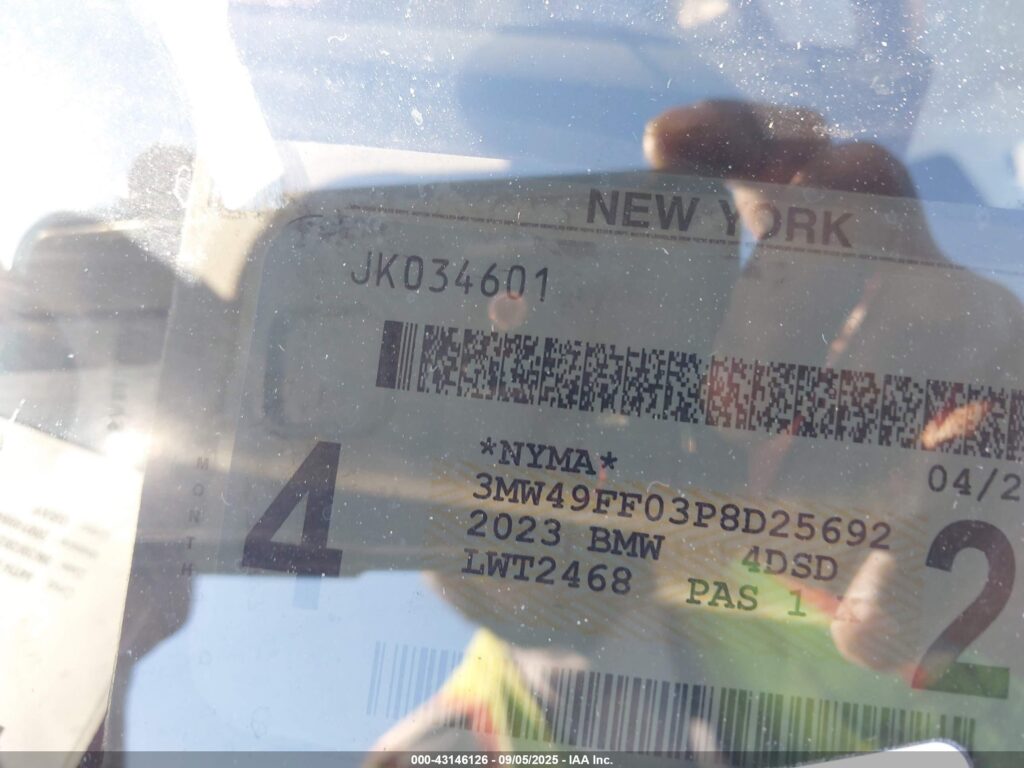 NEW YORK
JK034601
*NYMA*
04/2
3MW49FF03P8D25692
2023 BMW 4DSD
LWT2468 PAS 1
4
2
MONTH
000-43146126 - 09/05/2025 - IAA Inc.